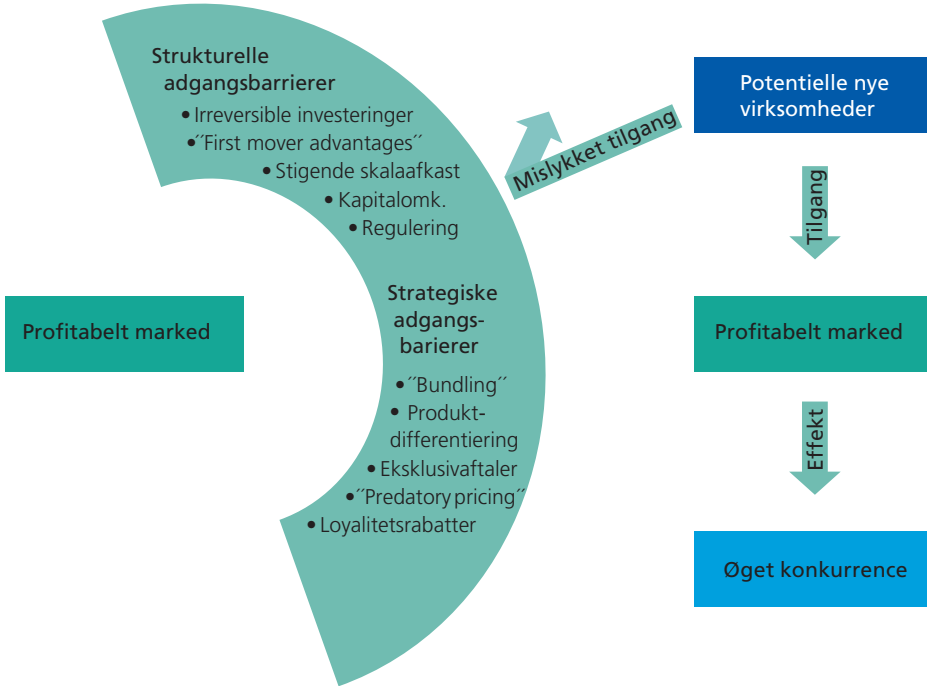 Strukturelle
adgangsbarrierer
• Irreversible investeringer
• ˝First mover advantages˝
• Stigende skalaafkast
• Kapitalomk.
• Regulering
Strategiske
adgangs-
barierer
• ˝Bundling˝
• Produkt-
differentiering
• Eksklusivaftaler
• ˝Predatory pricing˝
• Loyalitetsrabatter
Profitabelt marked
Mislykket tilgang
Potentielle nye
virksomheder
Tilgang
Profitabelt marked
Effekt
Øget konkurrence